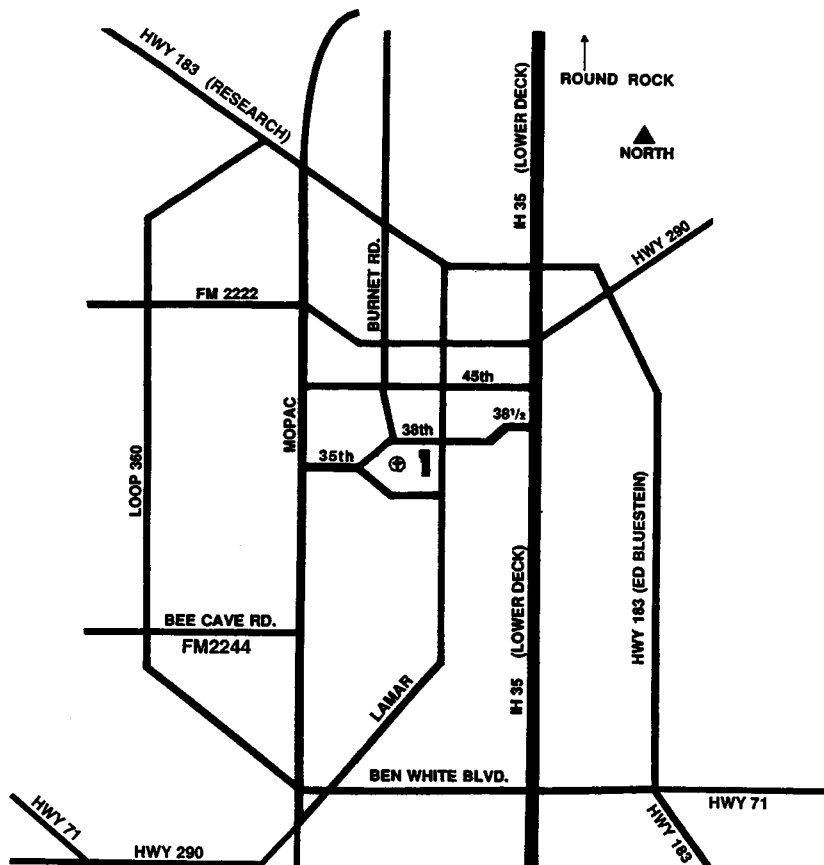 HWY 183 (RESEARCH)
ROUND ROCK
NORTH
IH 35 (LOWER DECK)
BURNET RD.
HWY 290
FM 2222
45th
38½
38th
MOPAC
35th
LOOP 360
HWY 183 (ED BLUESTEIN)
IH 35 (LOWER DECK)
BEE CAVE RD.
FM2244
LAMAR
BEN WHITE BLVD.
HWY 71
HWY 71
HWY 183
HWY 290